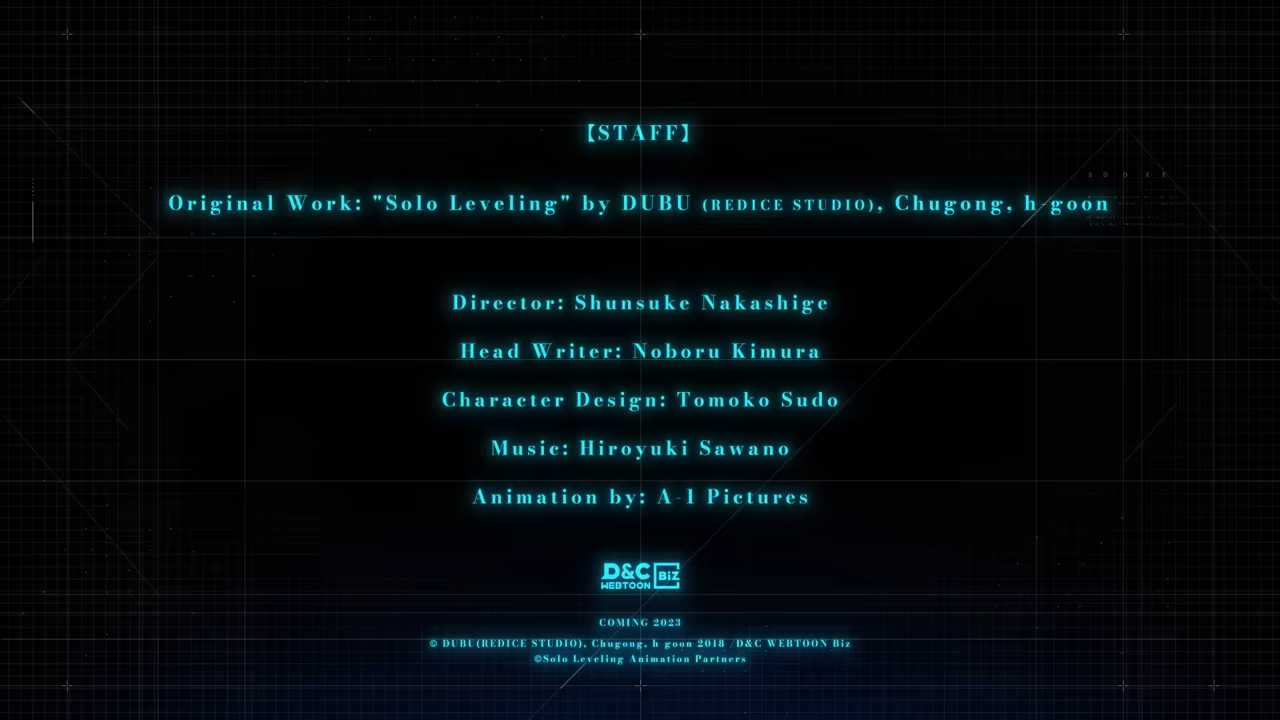 【STAFF】
Original Work: "Solo Leveling" by DUBU (REDICE STUDIO), Chugong, h-goon
S O O E E
Director: Shunsuke Nakashige
Head Writer: Noboru Kimura
Character Design: Tomoko Sudo
Music: Hiroyuki Sawano
Animation by: A-1 Pictures
D&C WEBTOON BiZ
COMING 2023
© DUBU(REDICE STUDIO), Chugong, h-goon 2018 /D&C WEBTOON Biz
©Solo Leveling Animation Partners